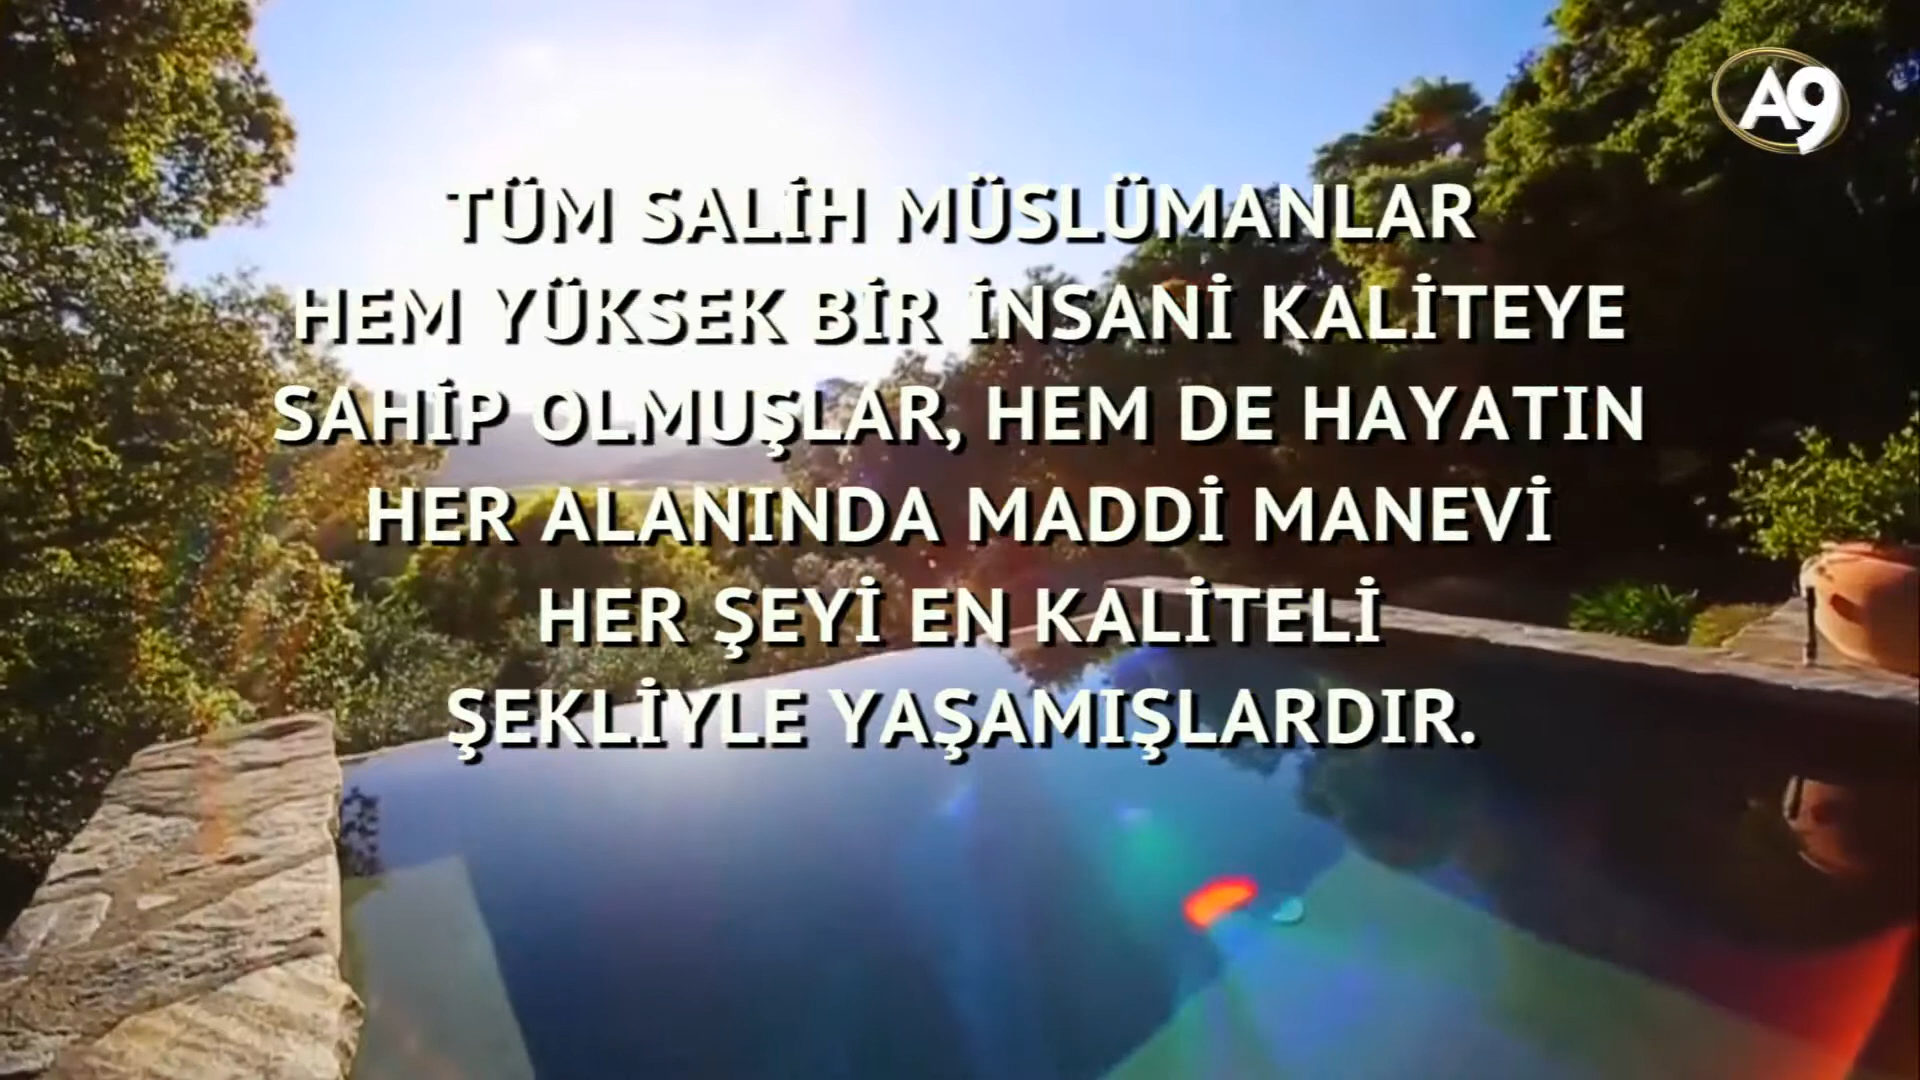 A9
TÜM SALİH MÜSLÜMANLAR
HEM YÜKSEK BİR İNSANİ KALİTEYE
SAHİP OLMUŞLAR, HEM DE HAYATIN
HER ALANINDA MADDİ MANEVİ
HER ŞEYİ EN KALİTELİ
ŞEKLİYLE YAŞAMIŞLARDIR.